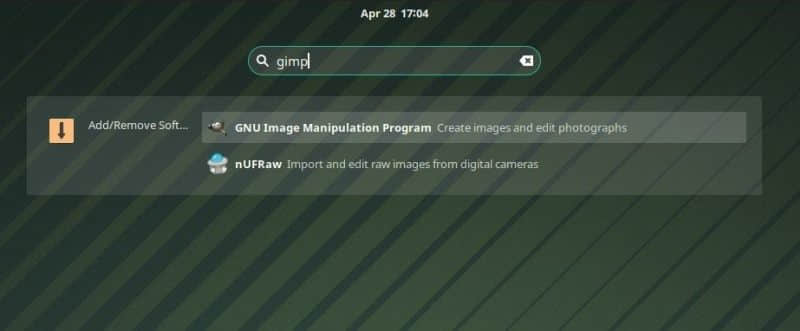 Apr 28 17:04
gimp
Add/Remove Soft...
GNU Image Manipulation Program Create images and edit photographs
nUFRaw Import and edit raw images from digital cameras